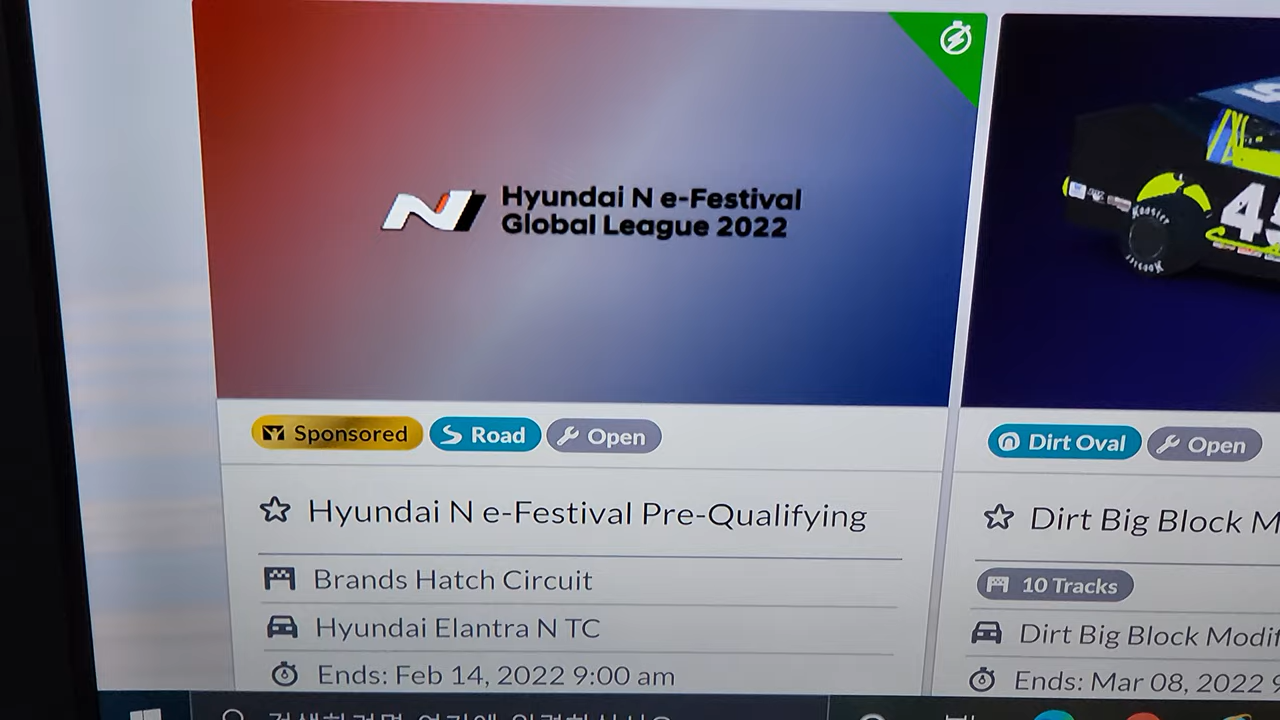 Hyundai N e-Festival
Global League 2022
Sponsored
Road
Open
Hyundai N e-Festival Pre-Qualifying
Brands Hatch Circuit
Hyundai Elantra N TC
Ends: Feb 14, 2022 9:00 am
Hoosier
Dirt Oval
Open
Dirt Big Block
10 Tracks
Dirt Big Block
Ends: Mar 08, 2022